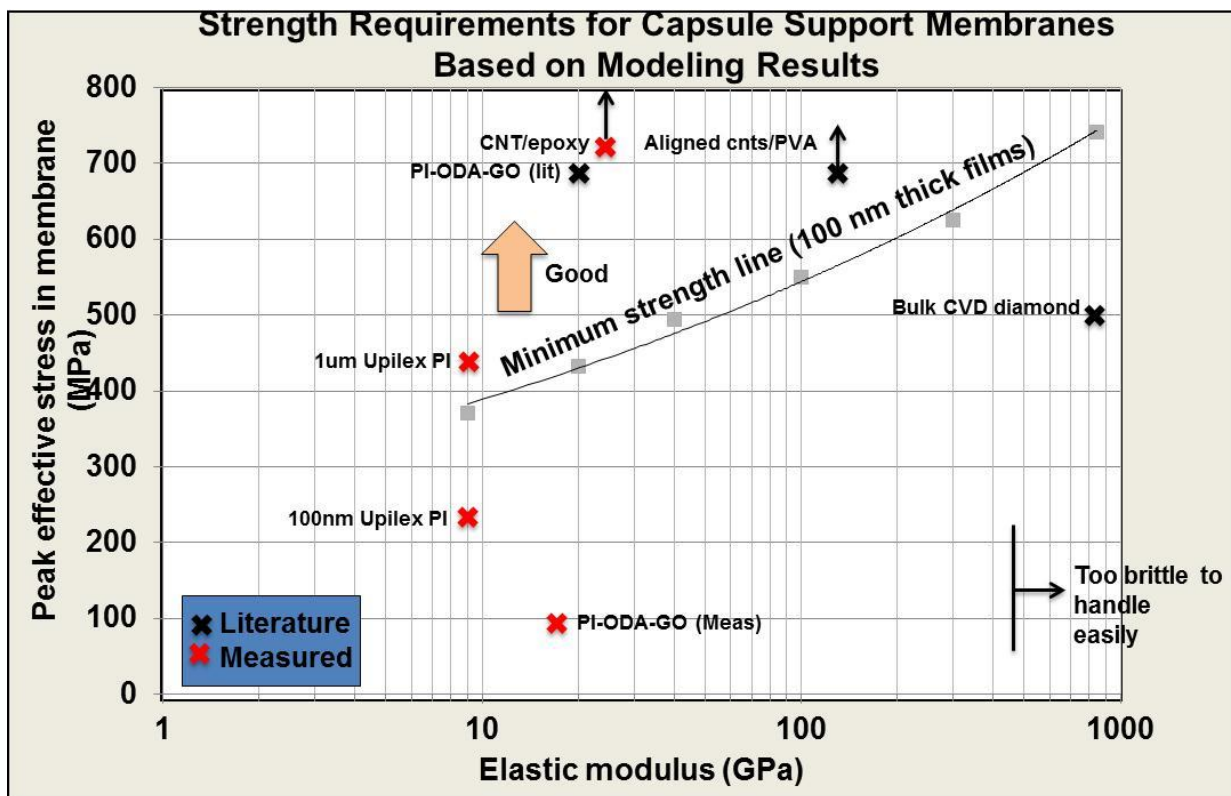 Strength Requirements for Capsule Support Membranes
Based on Modeling Results
Peak effective stress in membrane
(MPa)
800
700
600
500
400
300
200
100
0
CNT/epoxy
PI-ODA-GO (lit)
Aligned cnts/PVA
Minimum strength line (100 nm thick films)
Good
Bulk CVD diamond
1um Upilex PI
100nm Upilex PI
PI-ODA-GO (Meas)
Too brittle to
handle
easily
Literature
Measured
1
10
100
1000
Elastic modulus (GPa)